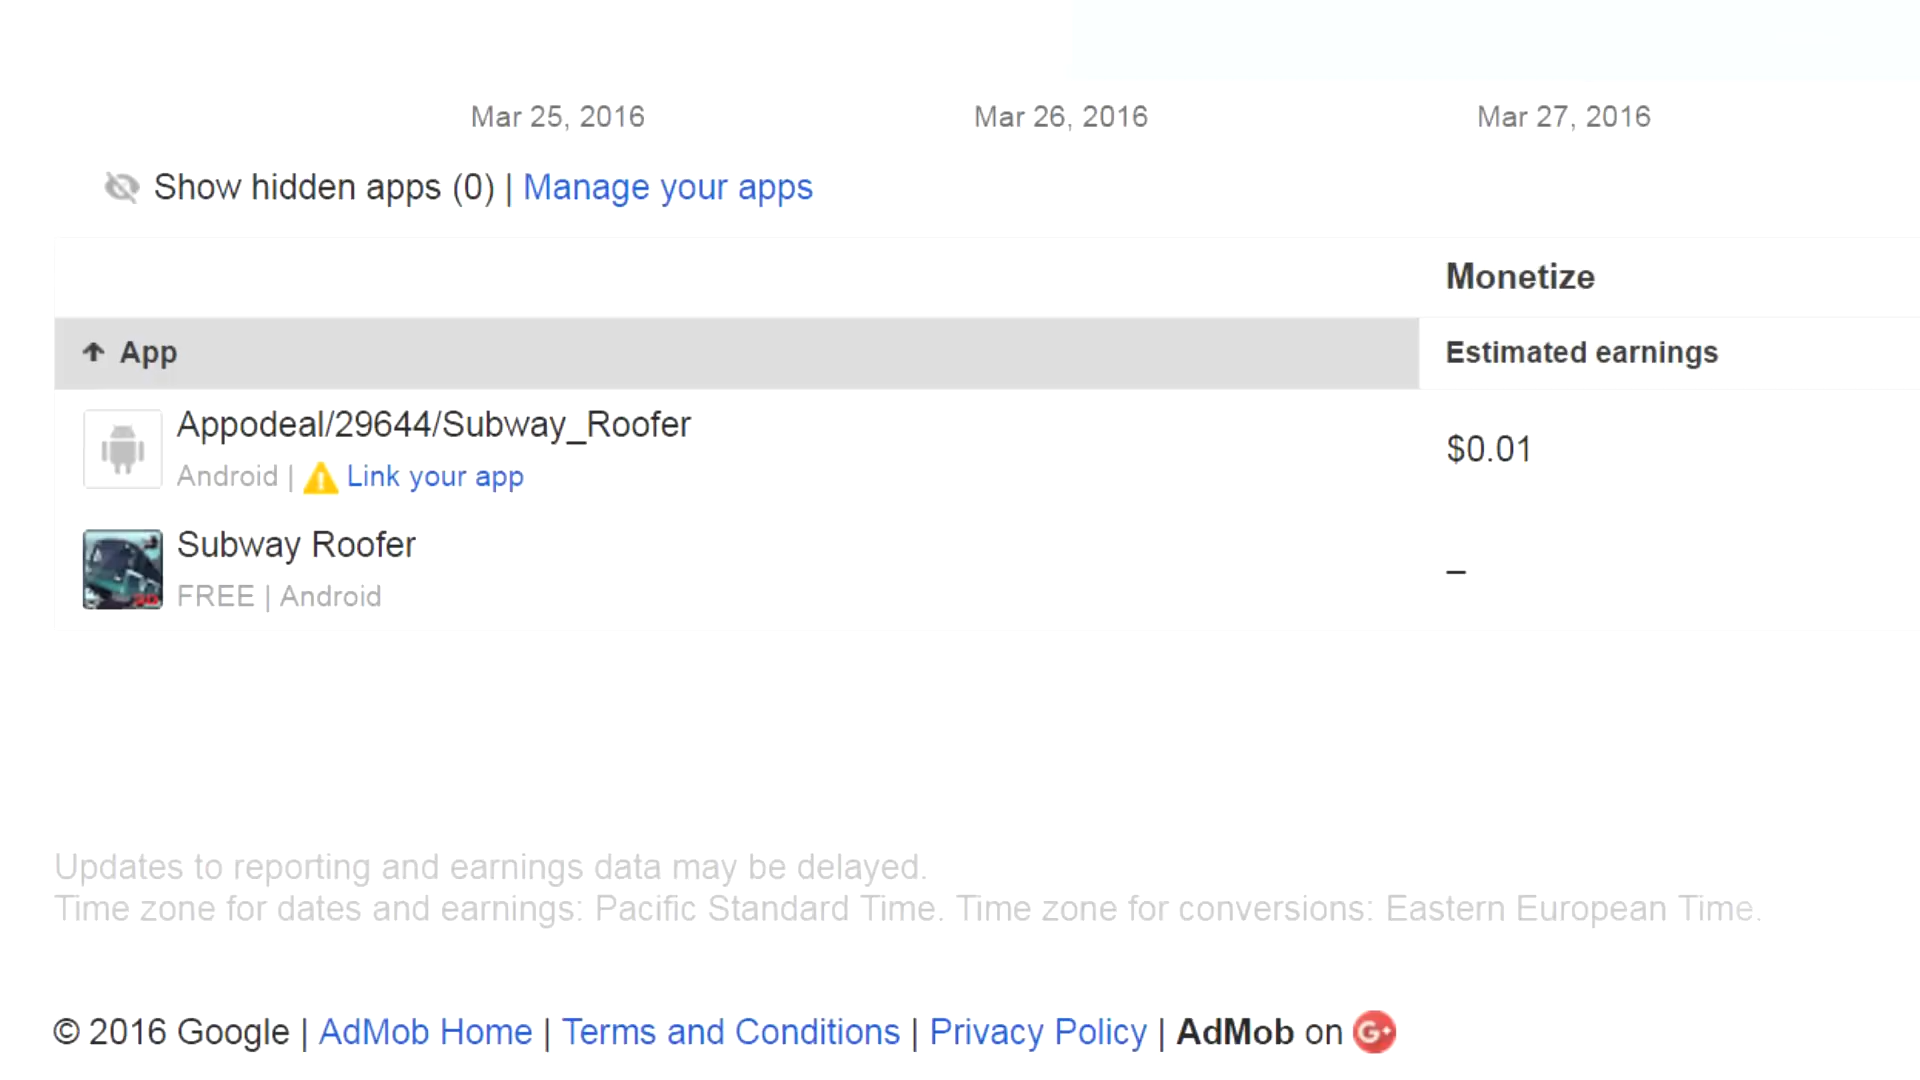 Mar 25, 2016 Mar 26, 2016 Mar 27, 2016
Show hidden apps (0) | Manage your apps
Monetize
App Estimated earnings
Appodeal/29644/Subway_Roofer
$0.01
Android | Link your app
Subway Roofer
–
FREE | Android
Updates to reporting and earnings data may be delayed.
Time zone for dates and earnings: Pacific Standard Time. Time zone for conversions: Eastern European Time.
© 2016 Google | AdMob Home | Terms and Conditions | Privacy Policy | AdMob on G+